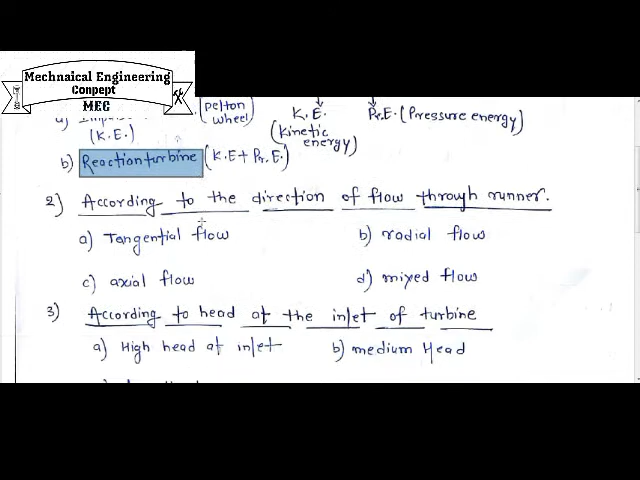 Mechnaical Engineering
Conpept
MEC
(Pelton wheel)
K.E.
Pr.E. (Pressure energy)
a)
(K.E.)
(Kinetic energy)
b) Reaction turbine (K.E + Pr.E.)
2) According to the direction of flow through runner.
a) Tangential flow b) radial flow
c) axial flow d) mixed flow
3) According to head at the inlet of turbine
a) High head at inlet b) medium Head